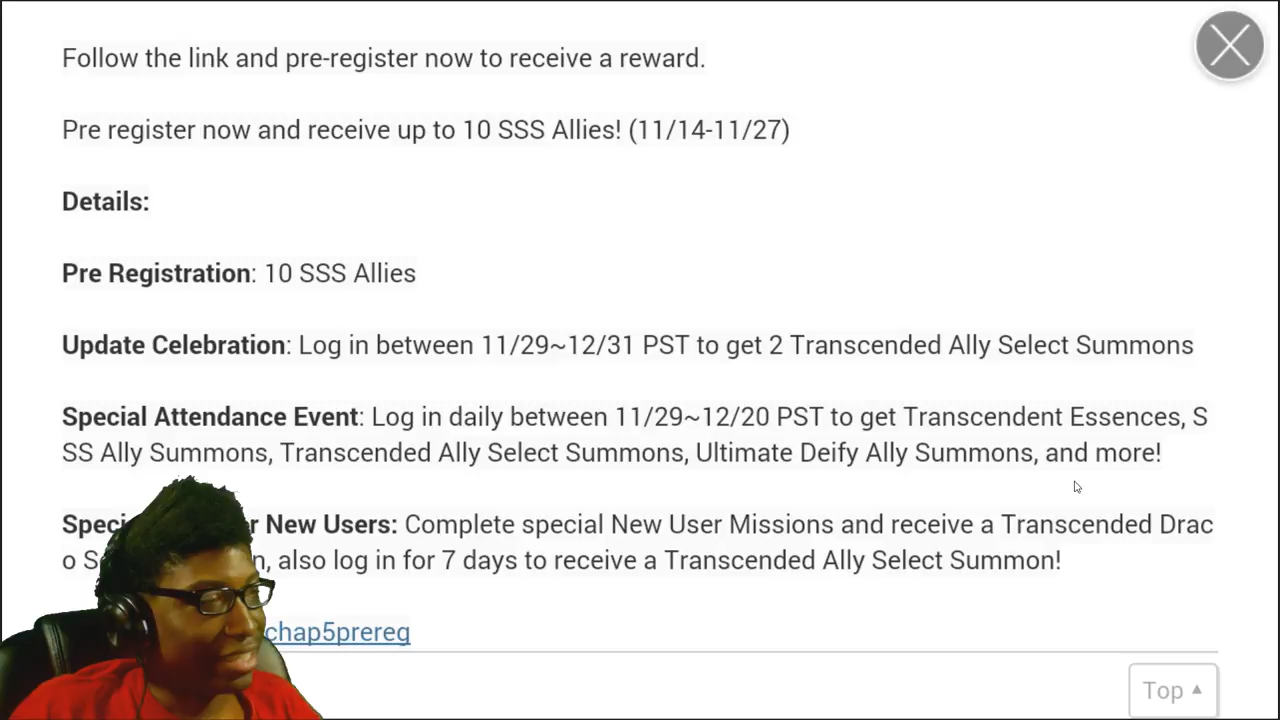 Follow the link and pre-register now to receive a reward.
Pre register now and receive up to 10 SSS Allies! (11/14-11/27)
Details:
Pre Registration: 10 SSS Allies
Update Celebration: Log in between 11/29~12/31 PST to get 2 Transcended Ally Select Summons
Special Attendance Event: Log in daily between 11/29~12/20 PST to get Transcendent Essences, S
SS Ally Summons, Transcended Ally Select Summons, Ultimate Deify Ally Summons, and more!
New Users: Complete special New User Missions and receive a Transcended Drac
also log in for 7 days to receive a Transcended Ally Select Summon!
chap5prereg
Top ▲